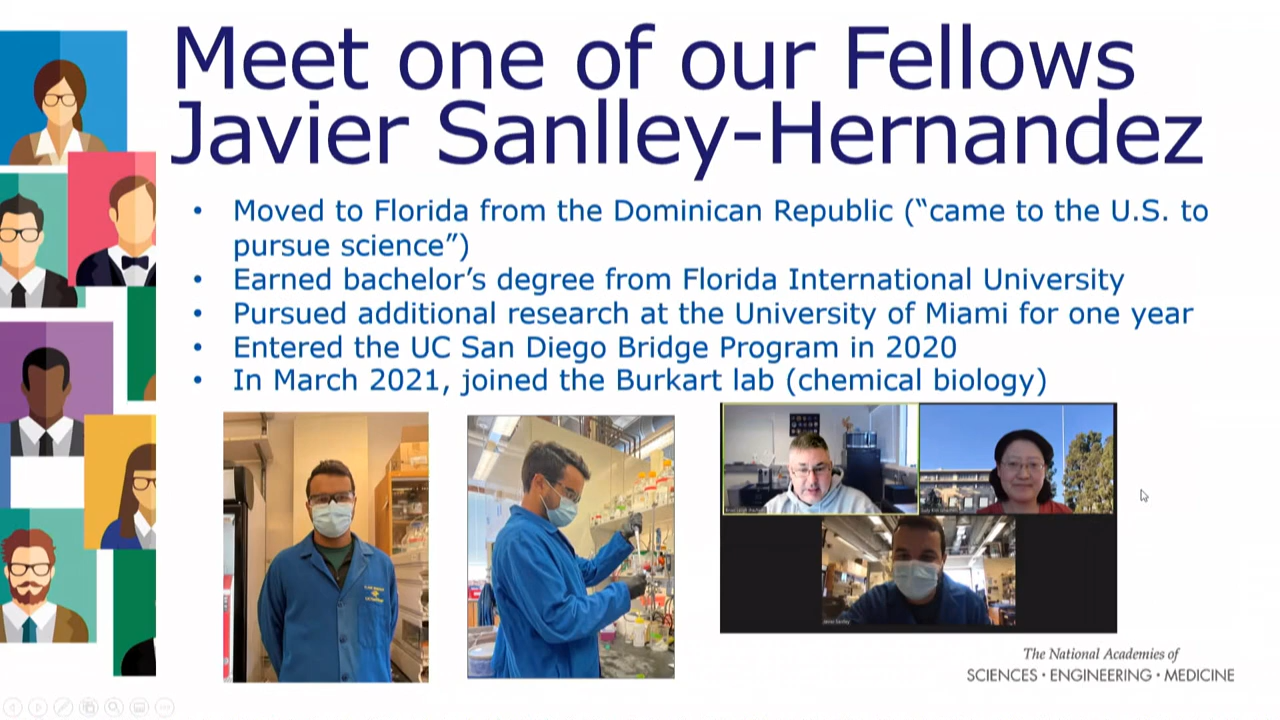 Meet one of our Fellows
Javier Sanlley-Hernandez
• Moved to Florida from the Dominican Republic (“came to the U.S. to
pursue science”)
• Earned bachelor’s degree from Florida International University
• Pursued additional research at the University of Miami for one year
• Entered the UC San Diego Bridge Program in 2020
• In March 2021, joined the Burkart lab (chemical biology)
Javier Sanlley
The National Academies of
SCIENCES · ENGINEERING · MEDICINE